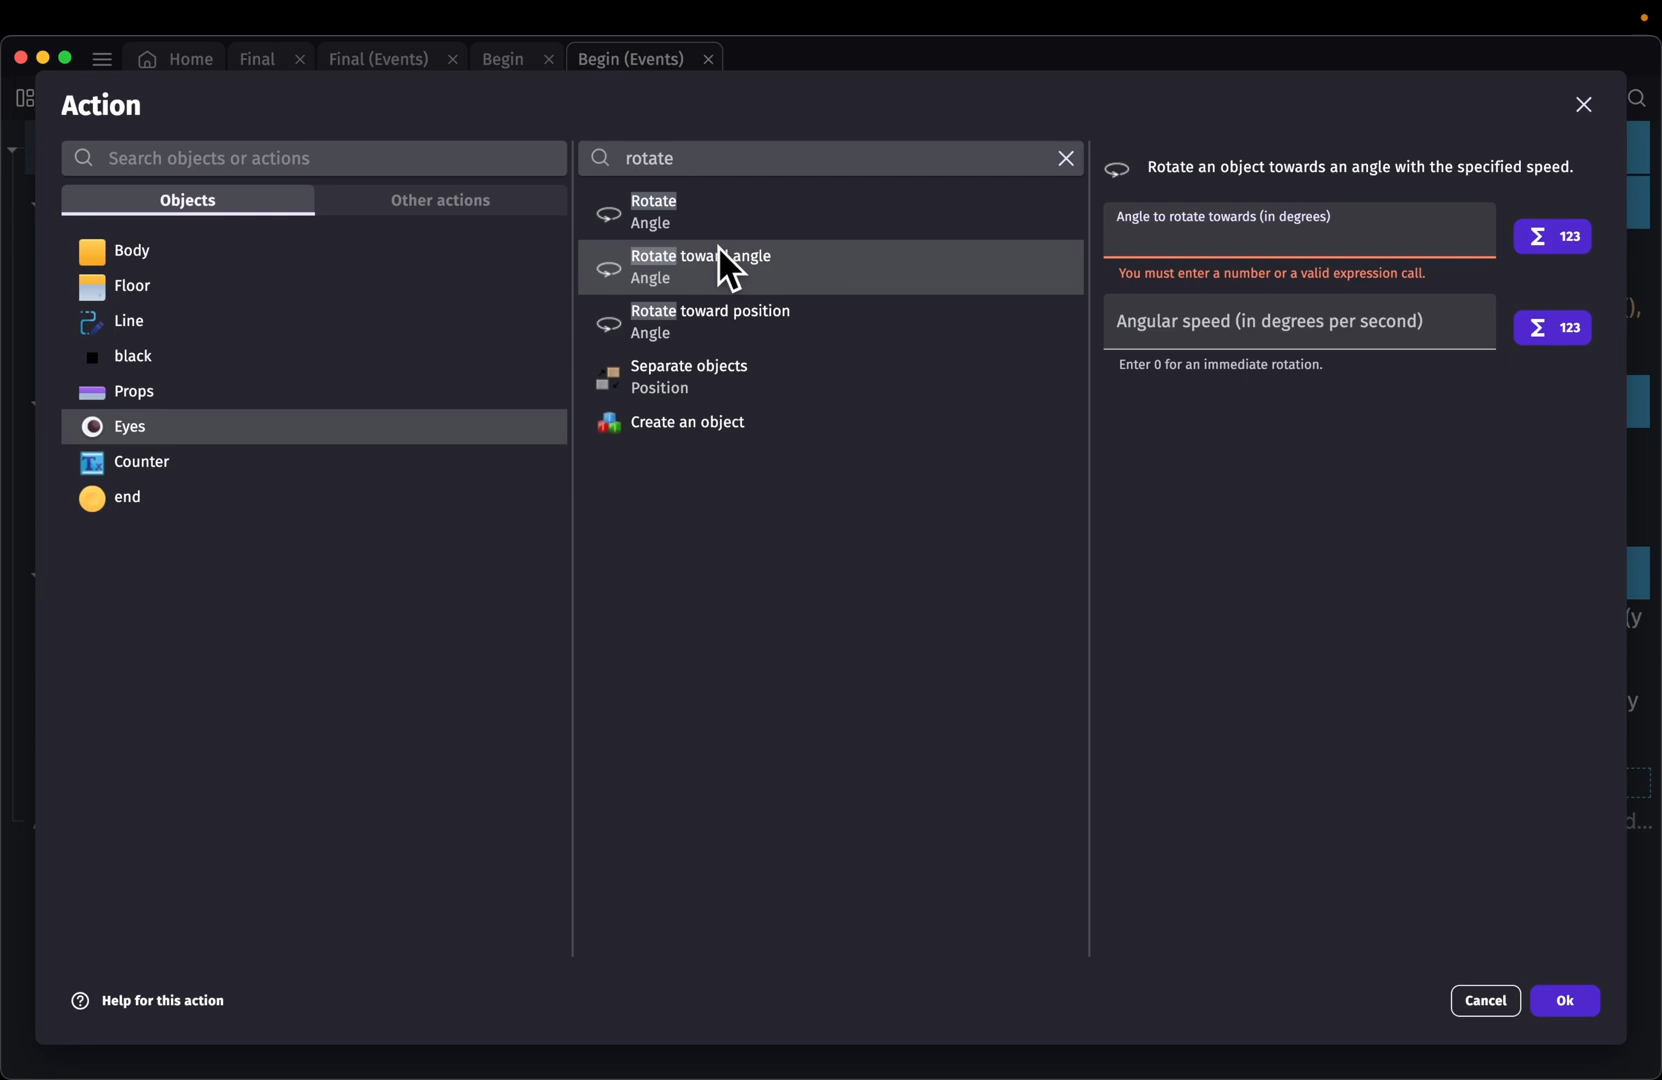 Home
Final
Final (Events)
Begin
Begin (Events)
Action
Search objects or actions
Objects
Other actions
Body
Floor
Line
black
Props
Eyes
Counter
end
rotate
Rotate
Angle
Rotate toward angle
Angle
Rotate toward position
Angle
Separate objects
Position
Create an object
Rotate an object towards an angle with the specified speed.
Angle to rotate towards (in degrees)
Σ 123
You must enter a number or a valid expression call.
Angular speed (in degrees per second)
Σ 123
Enter 0 for an immediate rotation.
),
(y
y
d...
Help for this action
Cancel
Ok